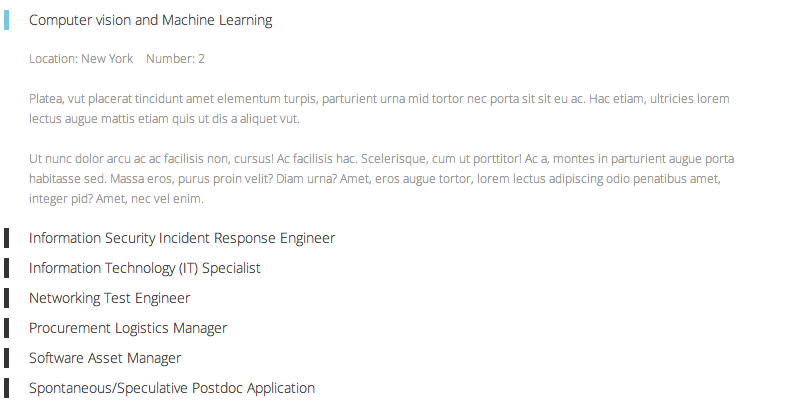 Computer vision and Machine Learning
Location: New York Number: 2
Platea, vut placerat tincidunt amet elementum turpis, parturient urna mid tortor nec porta sit sit eu ac. Hac etiam, ultricies lorem
lectus augue mattis etiam quis ut dis a aliquet vut.
Ut nunc dolor arcu ac ac facilisis non, cursus! Ac facilisis hac. Scelerisque, cum ut porttitor! Ac a, montes in parturient augue porta
habitasse sed. Massa eros, purus proin velit? Diam urna? Amet, eros augue tortor, lorem lectus adipiscing odio penatibus amet,
integer pid? Amet, nec vel enim.
Information Security Incident Response Engineer
Information Technology (IT) Specialist
Networking Test Engineer
Procurement Logistics Manager
Software Asset Manager
Spontaneous/Speculative Postdoc Application